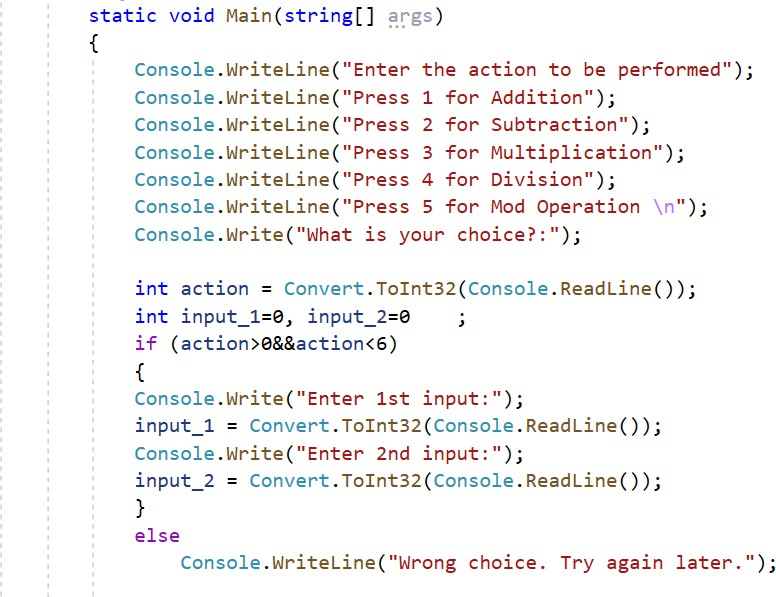 static void Main(string[] args)
{
Console.WriteLine("Enter the action to be performed");
Console.WriteLine("Press 1 for Addition");
Console.WriteLine("Press 2 for Subtraction");
Console.WriteLine("Press 3 for Multiplication");
Console.WriteLine("Press 4 for Division");
Console.WriteLine("Press 5 for Mod Operation \n");
Console.Write("What is your choice?:");
int action = Convert.ToInt32(Console.ReadLine());
int input_1=0, input_2=0    ;
if (action>0&&action<6)
{
Console.Write("Enter 1st input:");
input_1 = Convert.ToInt32(Console.ReadLine());
Console.Write("Enter 2nd input:");
input_2 = Convert.ToInt32(Console.ReadLine());
}
else
Console.WriteLine("Wrong choice. Try again later.");